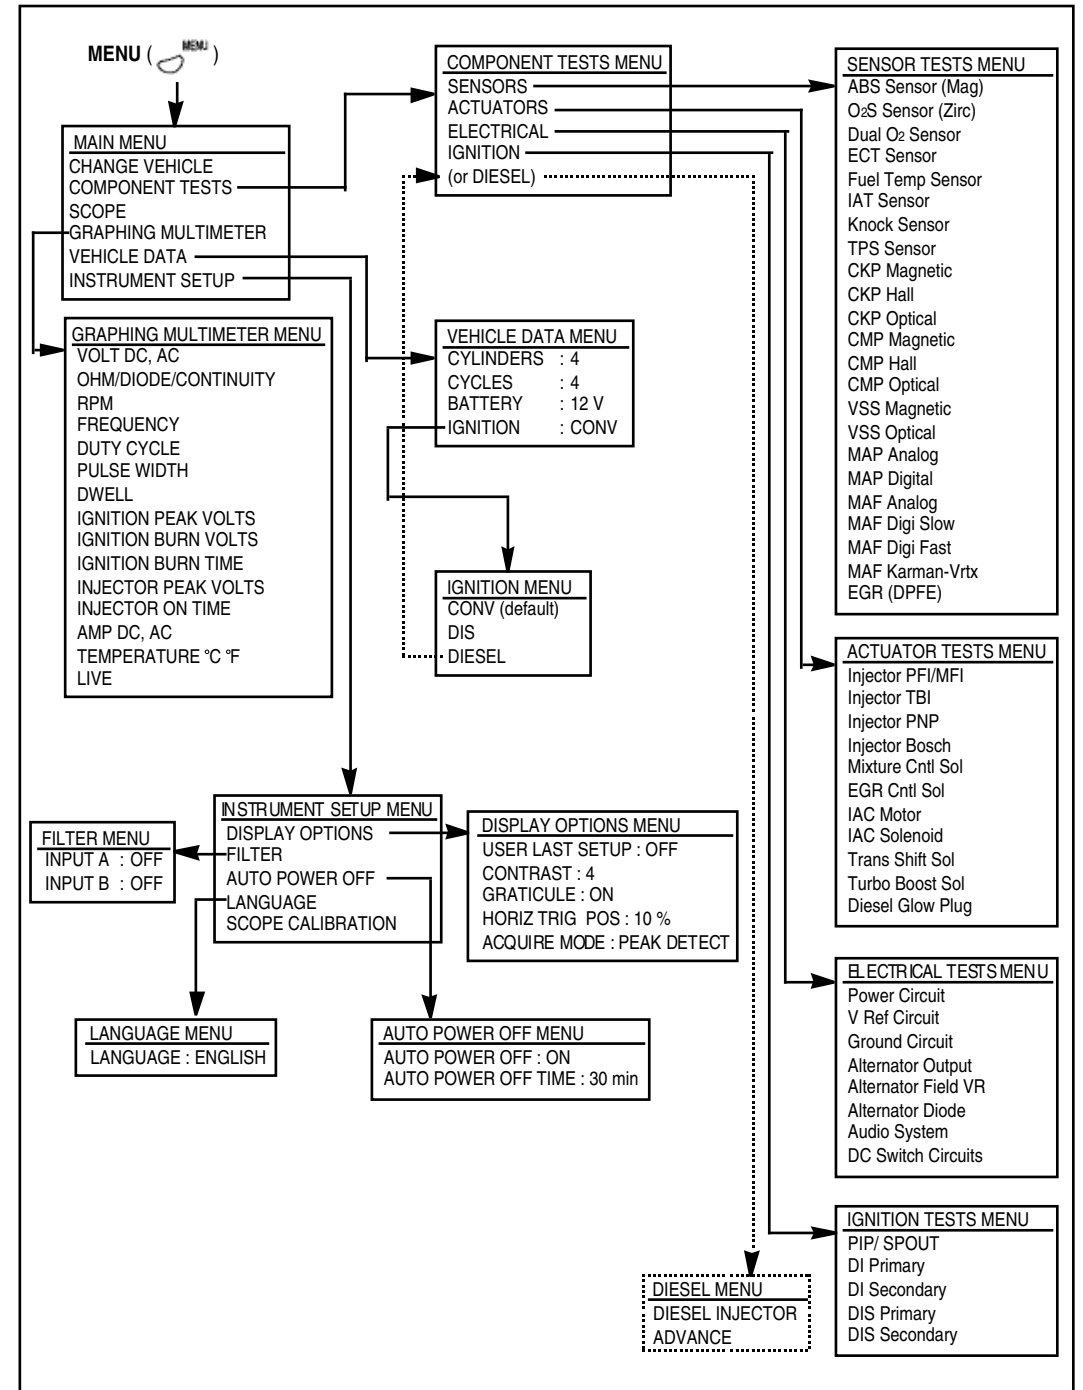 MENU ( MENU )
MAIN MENU
CHANGE VEHICLE
COMPONENT TESTS
SCOPE
GRAPHING MULTIMETER
VEHICLE DATA
INSTRUMENT SETUP
GRAPHING MULTIMETER MENU
VOLT DC, AC
OHM/DIODE/CONTINUITY
RPM
FREQUENCY
DUTY CYCLE
PULSE WIDTH
DWELL
IGNITION PEAK VOLTS
IGNITION BURN VOLTS
IGNITION BURN TIME
INJECTOR PEAK VOLTS
INJECTOR ON TIME
AMP DC, AC
TEMPERATURE °C °F
LIVE
COMPONENT TESTS MENU
SENSORS
ACTUATORS
ELECTRICAL
IGNITION
(or DIESEL)
VEHICLE DATA MENU
CYLINDERS : 4
CYCLES : 4
BATTERY : 12 V
IGNITION : CONV
IGNITION MENU
CONV (default)
DIS
DIESEL
INSTRUMENT SETUP MENU
DISPLAY OPTIONS
FILTER
AUTO POWER OFF
LANGUAGE
SCOPE CALIBRATION
FILTER MENU
INPUT A : OFF
INPUT B : OFF
DISPLAY OPTIONS MENU
USER LAST SETUP : OFF
CONTRAST : 4
GRATICULE : ON
HORIZ TRIG POS : 10 %
ACQUIRE MODE : PEAK DETECT
LANGUAGE MENU
LANGUAGE : ENGLISH
AUTO POWER OFF MENU
AUTO POWER OFF : ON
AUTO POWER OFF TIME : 30 min
SENSOR TESTS MENU
ABS Sensor (Mag)
O2S Sensor (Zirc)
Dual O2 Sensor
ECT Sensor
Fuel Temp Sensor
IAT Sensor
Knock Sensor
TPS Sensor
CKP Magnetic
CKP Hall
CKP Optical
CMP Magnetic
CMP Hall
CMP Optical
VSS Magnetic
VSS Optical
MAP Analog
MAP Digital
MAF Analog
MAF Digi Slow
MAF Digi Fast
MAF Karman-Vrtx
EGR (DPFE)
ACTUATOR TESTS MENU
Injector PFI/MFI
Injector TBI
Injector PNP
Injector Bosch
Mixture Cntl Sol
EGR Cntl Sol
IAC Motor
IAC Solenoid
Trans Shift Sol
Turbo Boost Sol
Diesel Glow Plug
ELECTRICAL TESTS MENU
Power Circuit
V Ref Circuit
Ground Circuit
Alternator Output
Alternator Field VR
Alternator Diode
Audio System
DC Switch Circuits
IGNITION TESTS MENU
PIP/ SPOUT
DI Primary
DI Secondary
DIS Primary
DIS Secondary
DIESEL MENU
DIESEL INJECTOR
ADVANCE